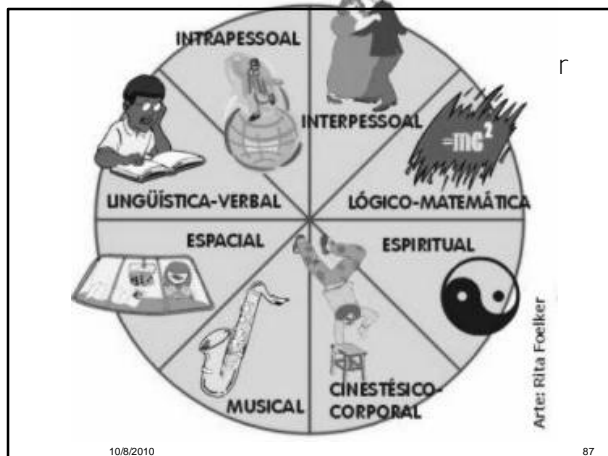 INTRAPESSOAL
r
INTERPESSOAL
=mc²
LINGÜÍSTICA-VERBAL
LÓGICO-MATEMÁTICA
ESPACIAL
ESPIRITUAL
MUSICAL
CINESTÉSICO-
CORPORAL
Arte: Rita Foelker
10/8/2010
87